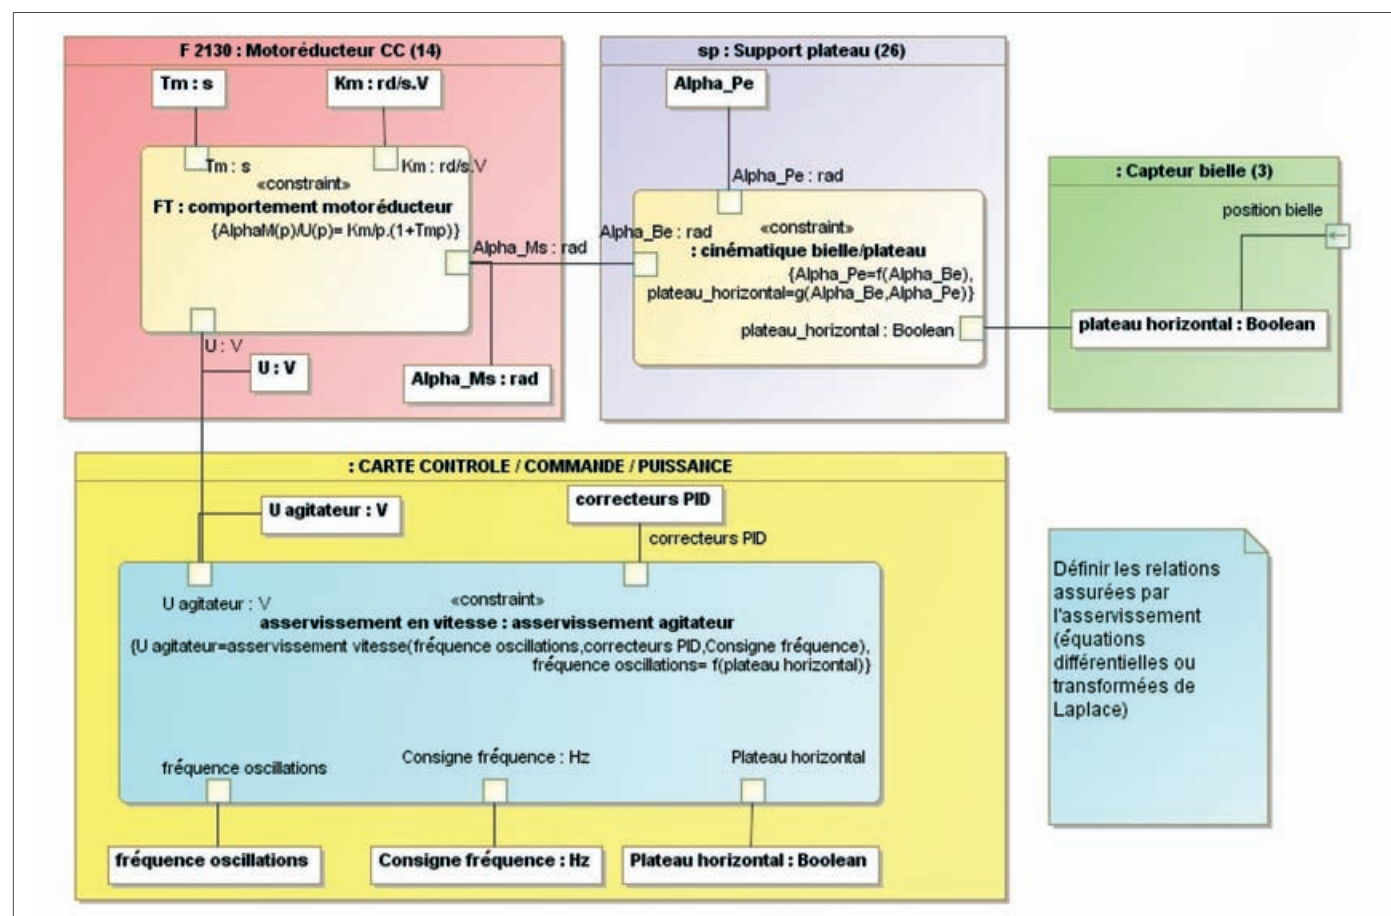 F 2130 : Motoréducteur CC (14)
Tm : s
Km : rd/s.V
Tm : s
Km : rd/s.V
«constraint»
FT : comportement motoréducteur
{AlphaM(p)/U(p)= Km/p.(1+Tmp)}
Alpha_Ms : rad
U : V
U : V
Alpha_Ms : rad
sp : Support plateau (26)
Alpha_Pe
Alpha_Pe : rad
Alpha_Be : rad
«constraint»
: cinématique bielle/plateau
{Alpha_Pe=f(Alpha_Be),
plateau_horizontal=g(Alpha_Be,Alpha_Pe)}
plateau_horizontal : Boolean
: Capteur bielle (3)
position bielle
plateau horizontal : Boolean
: CARTE CONTROLE / COMMANDE / PUISSANCE
U agitateur : V
correcteurs PID
correcteurs PID
U agitateur : V
«constraint»
asservissement en vitesse : asservissement agitateur
{U agitateur=asservissement vitesse(fréquence oscillations,correcteurs PID,Consigne fréquence),
fréquence oscillations= f(plateau horizontal)}
fréquence oscillations
Consigne fréquence : Hz
Plateau horizontal
fréquence oscillations
Consigne fréquence : Hz
Plateau horizontal : Boolean
Définir les relations
assurées par
l'asservissement
(équations
différentielles ou
transformées de
Laplace)